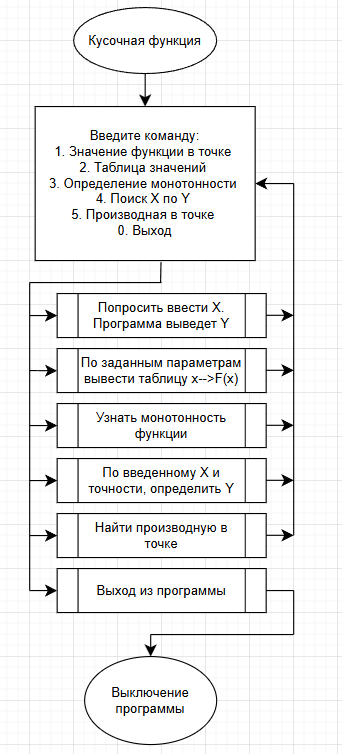 Кусочная функция
Введите команду:
1. Значение функции в точке
2. Таблица значений
3. Определение монотонности
4. Поиск X по Y
5. Производная в точке
0. Выход
Попросить ввести X.
Программа выведет Y
По заданным параметрам
вывести таблицу x-->F(x)
Узнать монотонность
функции
По введенному X и
точности, определить Y
Найти производную в
точке
Выход из программы
Выключение
программы